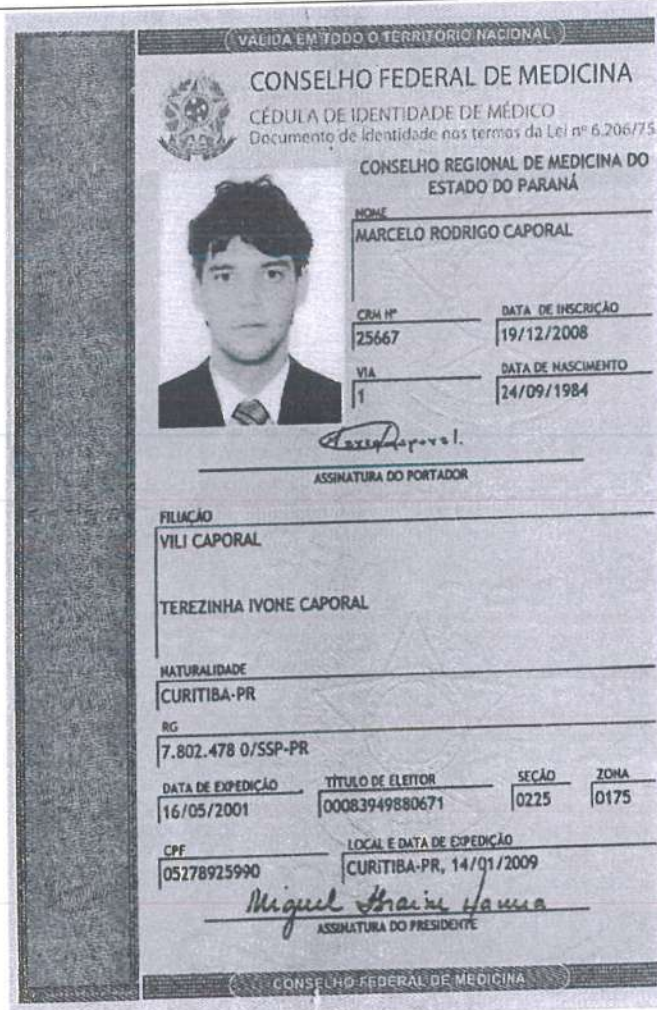 VÁLIDA EM TODO O TERRITÓRIO NACIONAL
CONSELHO FEDERAL DE MEDICINA
CÉDULA DE IDENTIDADE DE MÉDICO
Documento de Identidade nos termos da Lei nº 6.206/75
CONSELHO REGIONAL DE MEDICINA DO
ESTADO DO PARANÁ
NOME
MARCELO RODRIGO CAPORAL
CRM Nº
DATA DE INSCRIÇÃO
25667
19/12/2008
VIA
DATA DE NASCIMENTO
1
24/09/1984
ASSINATURA DO PORTADOR
FILIAÇÃO
VILI CAPORAL
TEREZINHA IVONE CAPORAL
NATURALIDADE
CURITIBA-PR
RG
7.802.478 0/SSP-PR
DATA DE EXPEDIÇÃO
TÍTULO DE ELEITOR
SEÇÃO
ZONA
16/05/2001
00083949880671
0225
0175
CPF
LOCAL E DATA DE EXPEDIÇÃO
05278925990
CURITIBA-PR, 14/01/2009
Miguel
ASSINATURA DO PRESIDENTE
CONSELHO FEDERAL DE MEDICINA